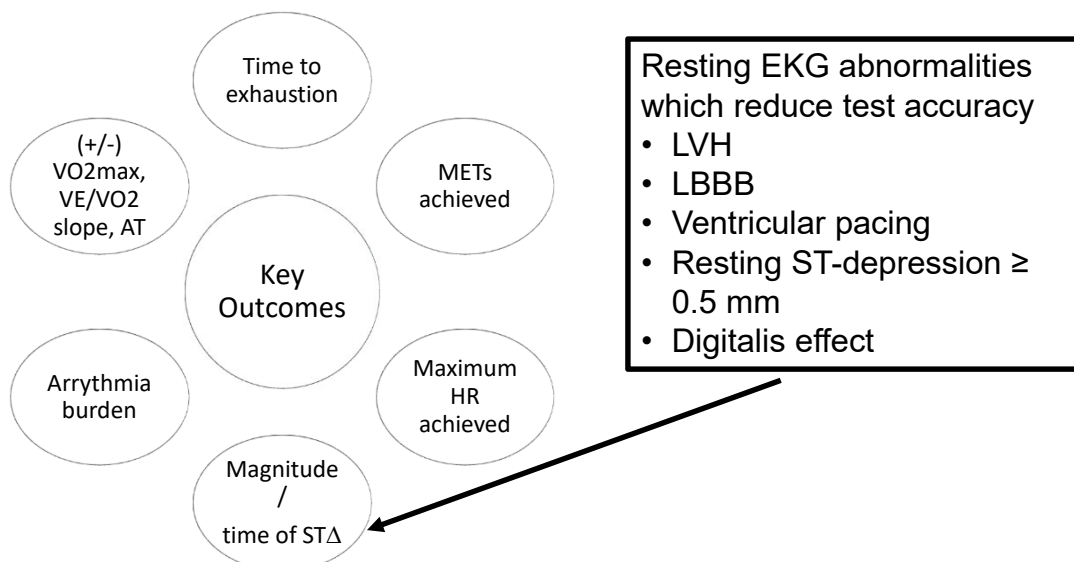 Time to
exhaustion
(+/-)
VO2max,
VE/VO2
slope, AT
METs
achieved
Key
Outcomes
Arrythmia
burden
Maximum
HR
achieved
Magnitude
/
time of STΔ
Resting EKG abnormalities
which reduce test accuracy
• LVH
• LBBB
• Ventricular pacing
• Resting ST-depression ≥
0.5 mm
• Digitalis effect